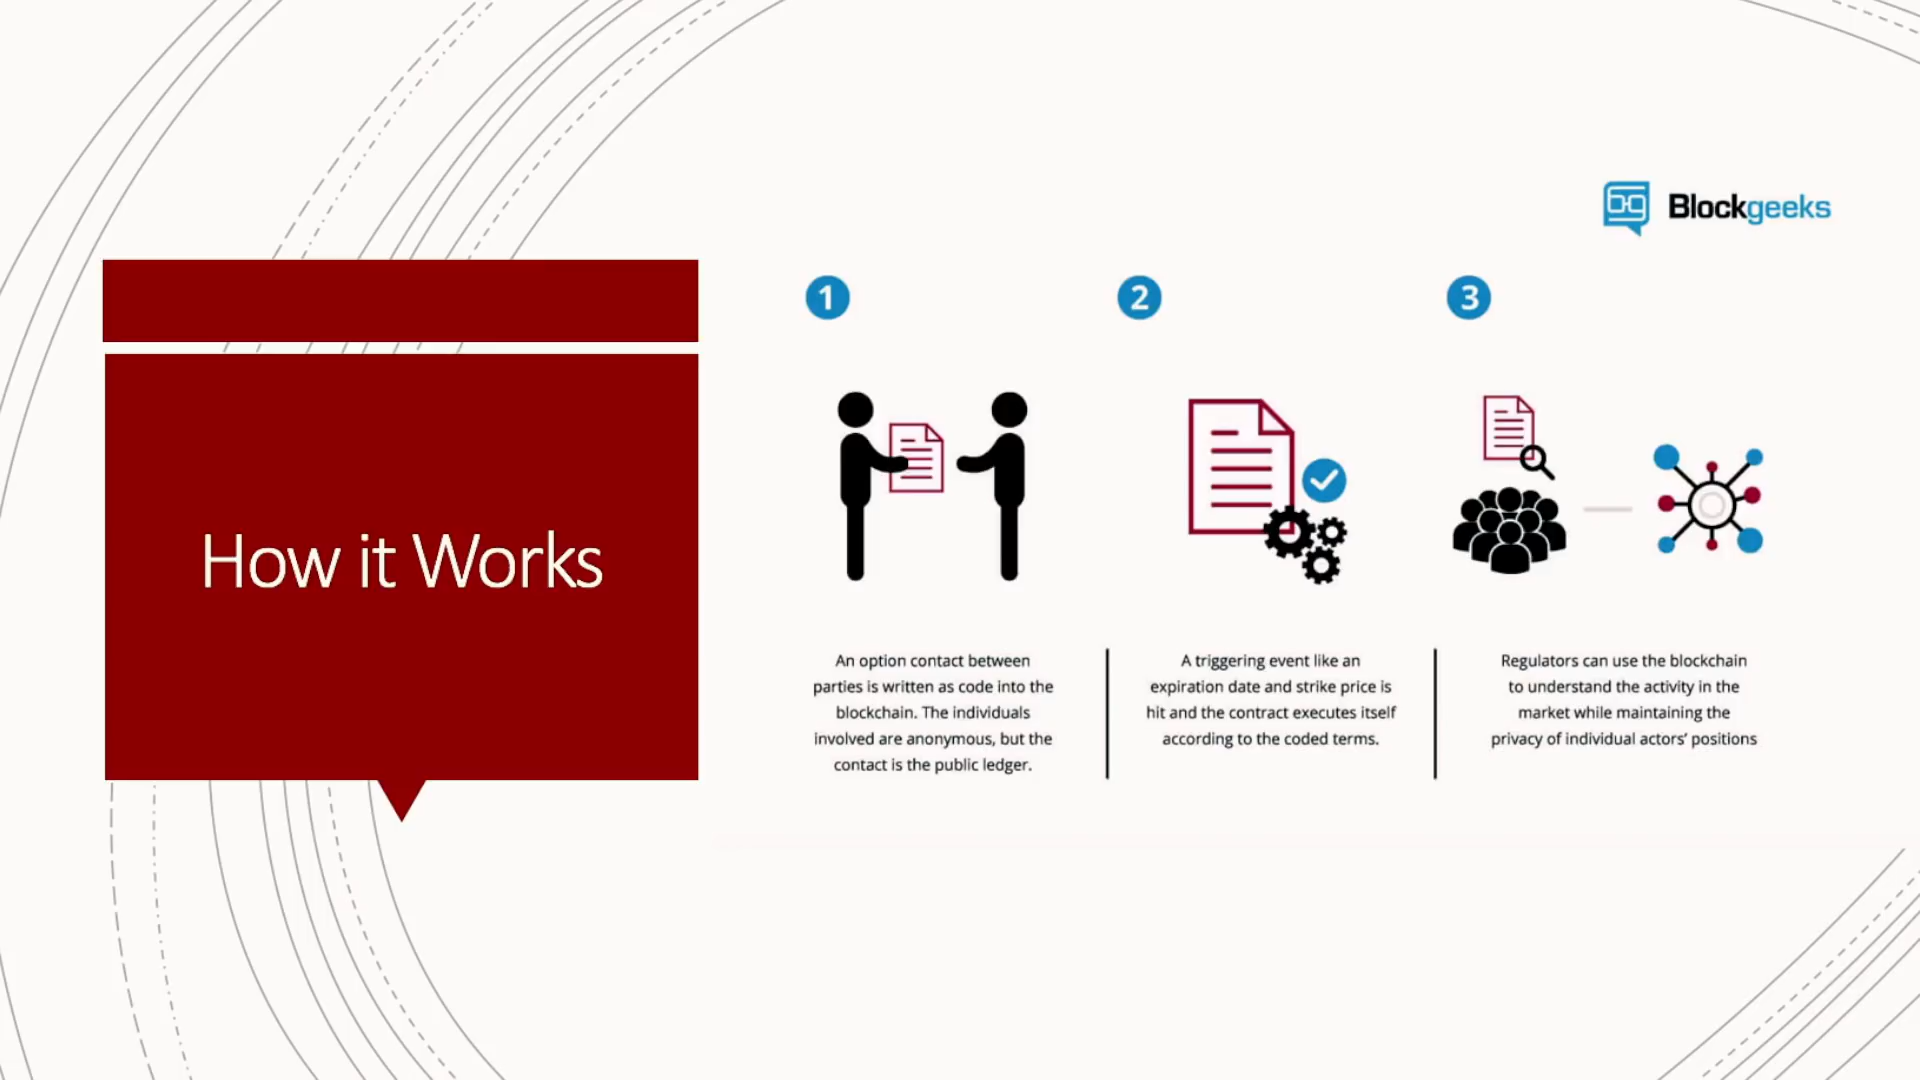 Blockgeeks
How it Works
1
An option contact between
parties is written as code into the
blockchain. The individuals
involved are anonymous, but the
contact is the public ledger.
2
A triggering event like an
expiration date and strike price is
hit and the contract executes itself
according to the coded terms.
3
Regulators can use the blockchain
to understand the activity in the
market while maintaining the
privacy of individual actors’ positions